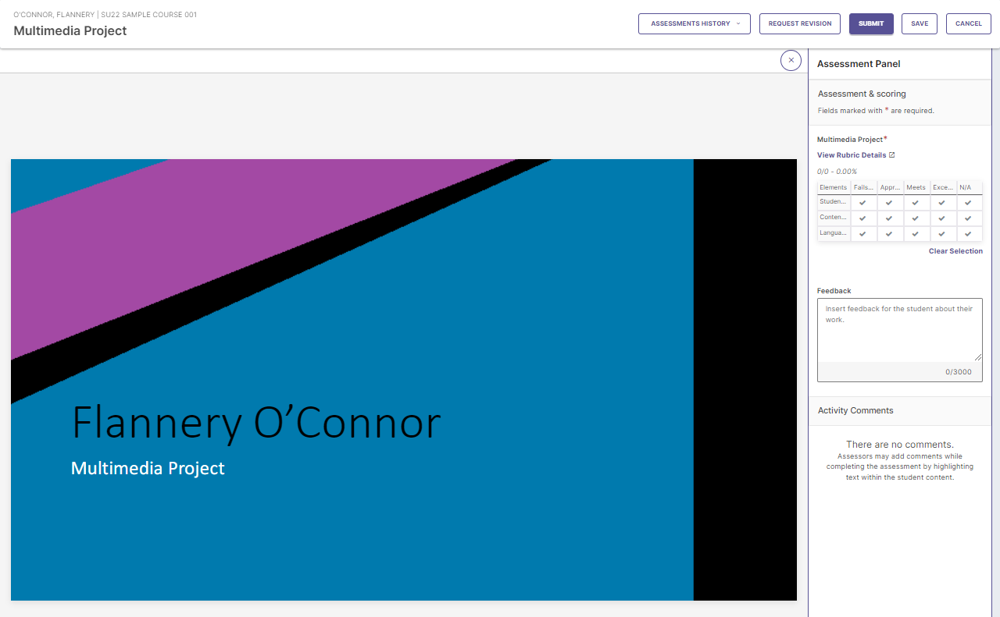 O'CONNOR, FLANNERY | SU22 SAMPLE COURSE 001
Multimedia Project
ASSESSMENTS HISTORY
REQUEST REVISION
SUBMIT
SAVE
CANCEL
Flannery O’Connor
Multimedia Project
Assessment Panel
Assessment & scoring
Fields marked with * are required.
Multimedia Project*
View Rubric Details
0/0 - 0.00%
Elements Fails... Appr... Meets Exce... N/A
Studen...
Conten...
Langua...
Clear Selection
Feedback
Insert feedback for the student about their
work.
0/3000
Activity Comments
There are no comments.
Assessors may add comments while
completing the assessment by highlighting
text within the student content.